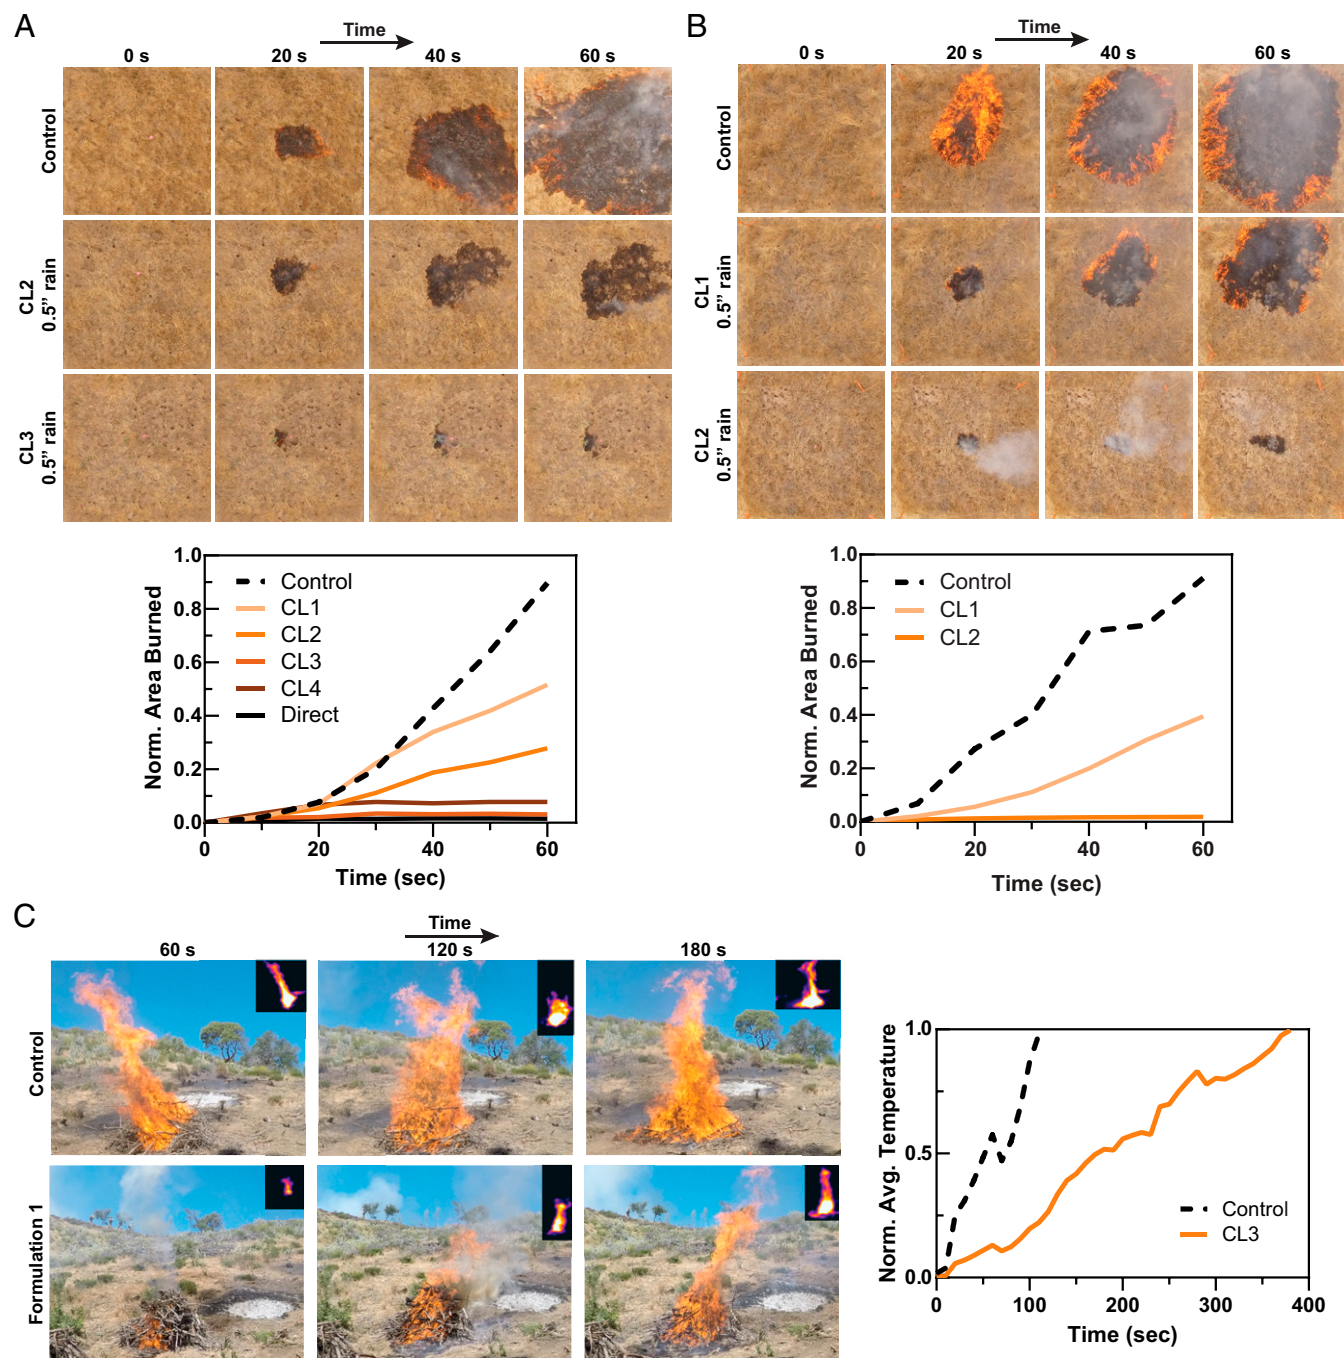 A
Time
0 s 20 s 40 s 60 s
Control
CL2
0.5” rain
CL3
0.5” rain
Norm. Area Burned
1.0
0.8
0.6
0.4
0.2
0.0
Control
CL1
CL2
CL3
CL4
Direct
0 20 40 60
Time (sec)
B
Time
0 s 20 s 40 s 60 s
Control
CL1
0.5” rain
CL2
0.5” rain
Norm. Area Burned
1.0
0.8
0.6
0.4
0.2
0.0
Control
CL1
CL2
0 20 40 60
Time (sec)
C
Time
60 s 120 s 180 s
Control
Formulation 1
Norm. Avg. Temperature
1.0
0.5
0.0
Control
CL3
0 100 200 300 400
Time (sec)